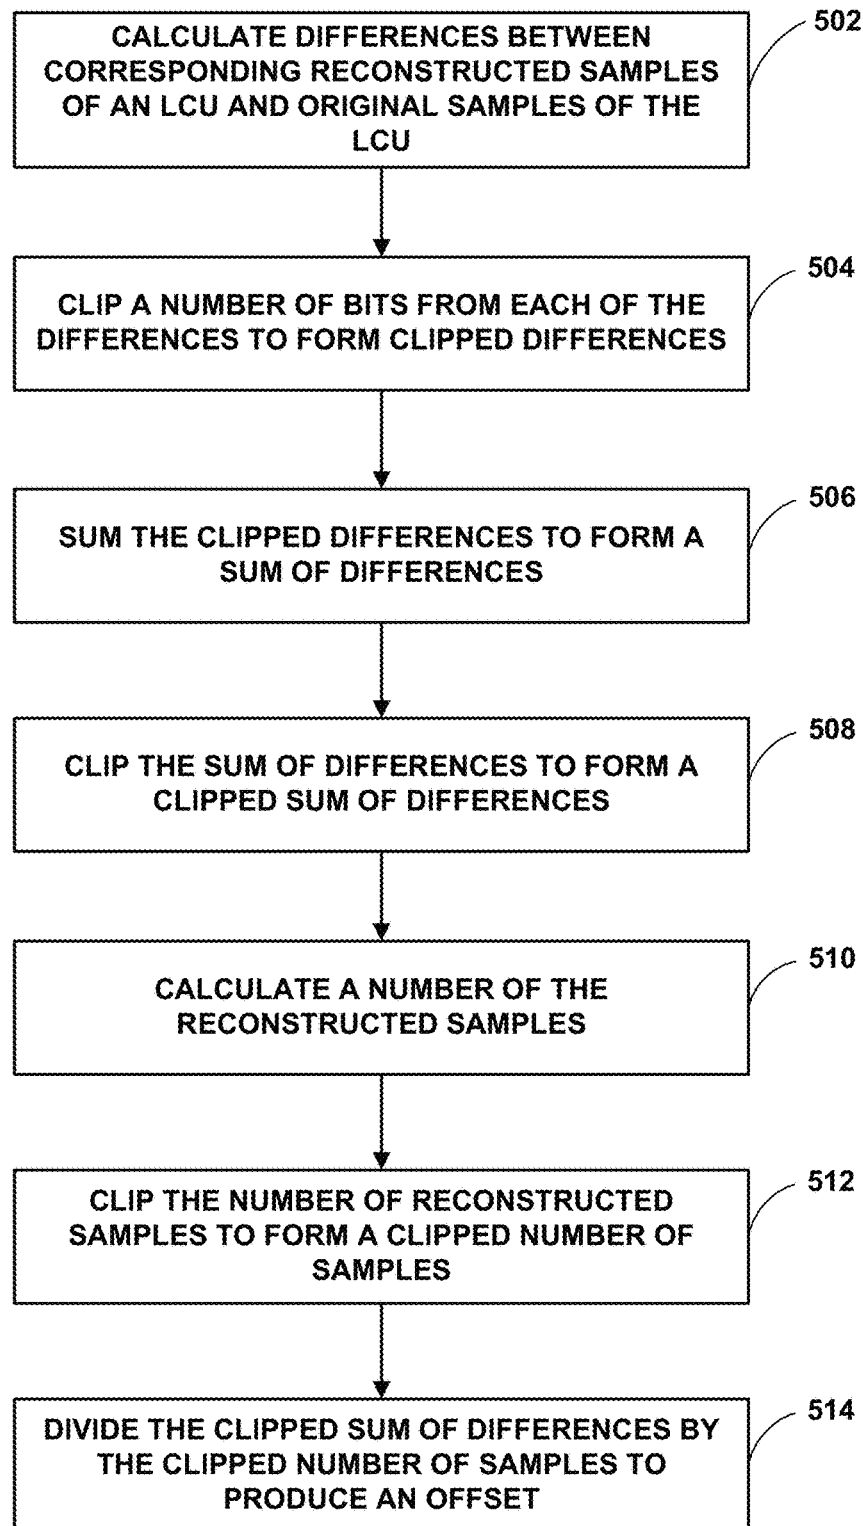 CALCULATE DIFFERENCES BETWEEN
CORRESPONDING RECONSTRUCTED SAMPLES
OF AN LCU AND ORIGINAL SAMPLES OF THE
LCU
502
CLIP A NUMBER OF BITS FROM EACH OF THE
DIFFERENCES TO FORM CLIPPED DIFFERENCES
504
SUM THE CLIPPED DIFFERENCES TO FORM A
SUM OF DIFFERENCES
506
CLIP THE SUM OF DIFFERENCES TO FORM A
CLIPPED SUM OF DIFFERENCES
508
CALCULATE A NUMBER OF THE
RECONSTRUCTED SAMPLES
510
CLIP THE NUMBER OF RECONSTRUCTED
SAMPLES TO FORM A CLIPPED NUMBER OF
SAMPLES
512
DIVIDE THE CLIPPED SUM OF DIFFERENCES BY
THE CLIPPED NUMBER OF SAMPLES TO
PRODUCE AN OFFSET
514